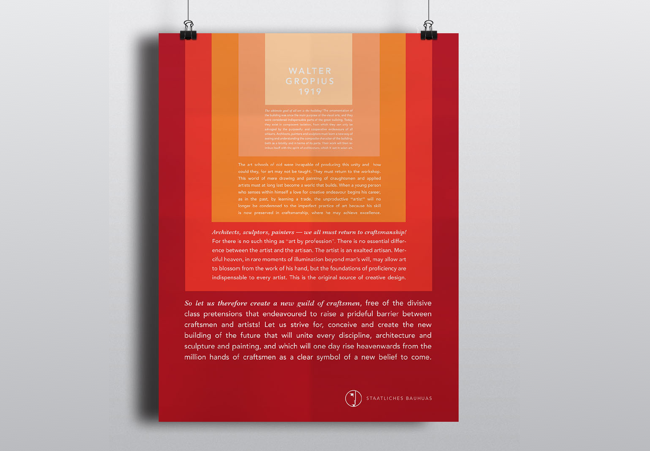 WALTER
GROPIUS
1919
The art schools of old were incapable of producing this unity and how
could they, for art may not be taught. They must return to the workshop.
This world of mere drawing and painting of draughtsmen and applied
artists must at long last become a world that builds. When a young person
who senses within himself a love for creative endeavour begins his career,
as in the past, by learning a trade, the unproductive "artist" will no
longer be condemned to the imperfect practice of art because his skill
is now preserved in craftsmanship, where he may achieve excellence.
Architects, sculptors, painters — we all must return to craftsmanship!
For there is no such thing as "art by profession". There is no essential differ-
ence between the artist and the artisan. The artist is an exalted artisan. Mer-
ciful heaven, in rare moments of illumination beyond man's will, may allow art
to blossom from the work of his hand, but the foundations of proficiency are
indispensable to every artist. This is the original source of creative design.
So let us therefore create a new guild of craftsmen, free of the divisive
class pretensions that endeavoured to raise a prideful barrier between
craftsmen and artists! Let us strive for, conceive and create the new
building of the future that will unite every discipline, architecture and
sculpture and painting, and which will one day rise heavenwards from the
million hands of craftsmen as a clear symbol of a new belief to come.
STAATLICHES BAUHUAS